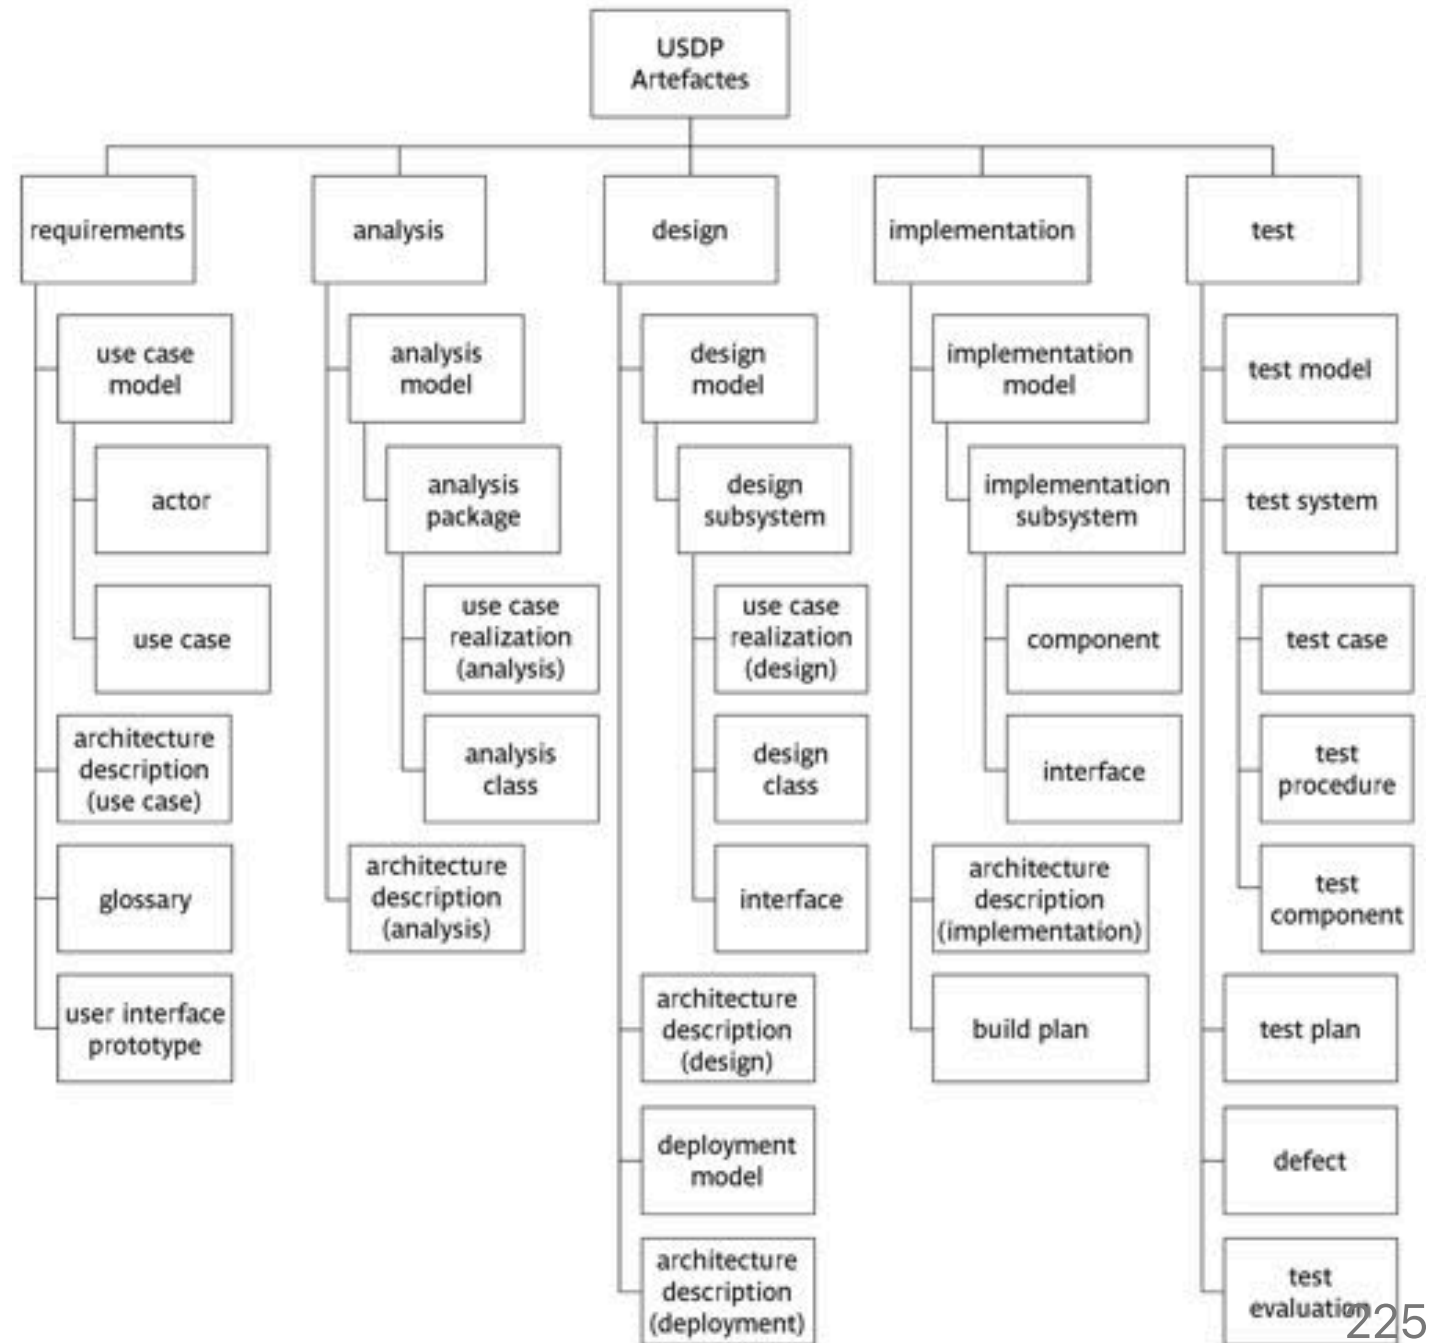 USDP
Artefactes
requirements
analysis
design
implementation
test
use case
model
actor
use case
architecture
description
(use case)
glossary
user interface
prototype
analysis
model
analysis
package
use case
realization
(analysis)
analysis
class
architecture
description
(analysis)
design
model
design
subsystem
use case
realization
(design)
design
class
interface
architecture
description
(design)
deployment
model
architecture
description
(deployment)
implementation
model
implementation
subsystem
component
interface
architecture
description
(implementation)
build plan
test model
test system
test case
test
procedure
test
component
test plan
defect
test
evaluation
225